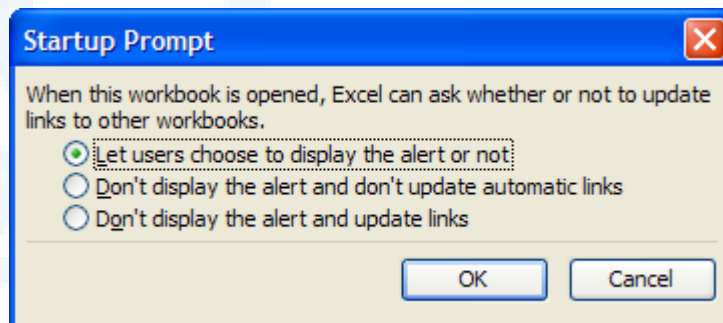 Startup Prompt
When this workbook is opened, Excel can ask whether or not to update
links to other workbooks.
Let users choose to display the alert or not
Don't display the alert and don't update automatic links
Don't display the alert and update links
OK
Cancel